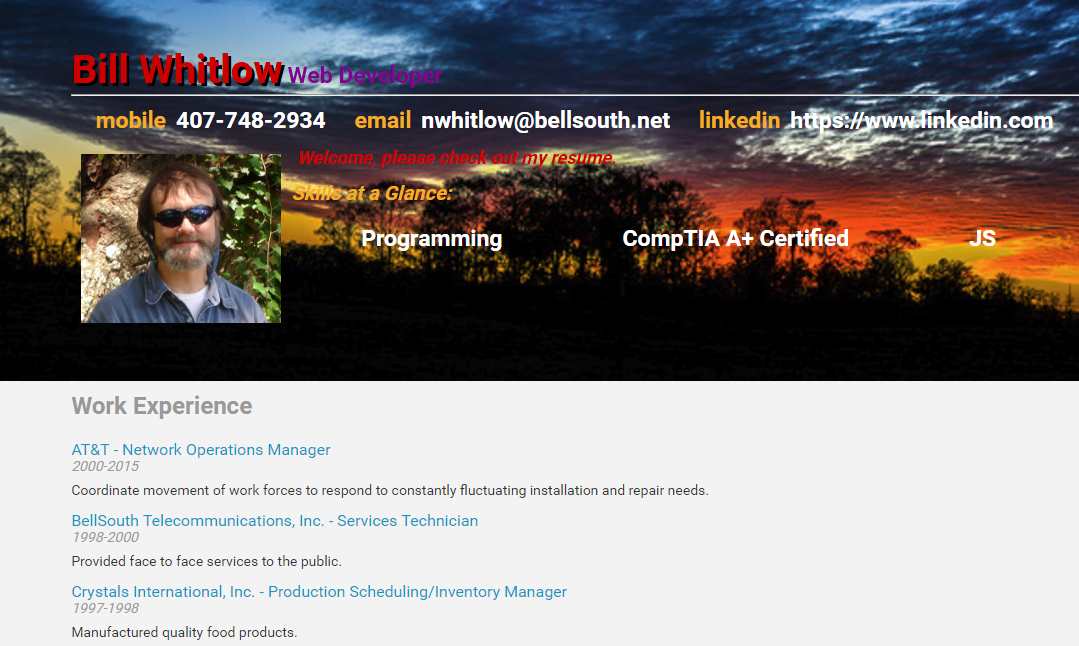 Bill Whitlow Web Developer
mobile 407-748-2934 email nwhitlow@bellsouth.net linkedin https://www.linkedin.com
Welcome, please check out my resume.
Skills at a Glance:
Programming CompTIA A+ Certified JS
Work Experience
AT&T - Network Operations Manager
2000-2015
Coordinate movement of work forces to respond to constantly fluctuating installation and repair needs.
BellSouth Telecommunications, Inc. - Services Technician
1998-2000
Provided face to face services to the public.
Crystals International, Inc. - Production Scheduling/Inventory Manager
1997-1998
Manufactured quality food products.